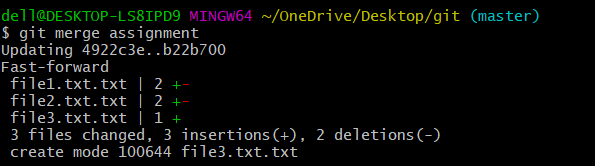 dell@DESKTOP-LS8IPD9 MINGW64 ~/OneDrive/Desktop/git (master)
$ git merge assignment
Updating 4922c3e..b22b700
Fast-forward
 file1.txt.txt | 2 +-
 file2.txt.txt | 2 +-
 file3.txt.txt | 1 +
 3 files changed, 3 insertions(+), 2 deletions(-)
 create mode 100644 file3.txt.txt